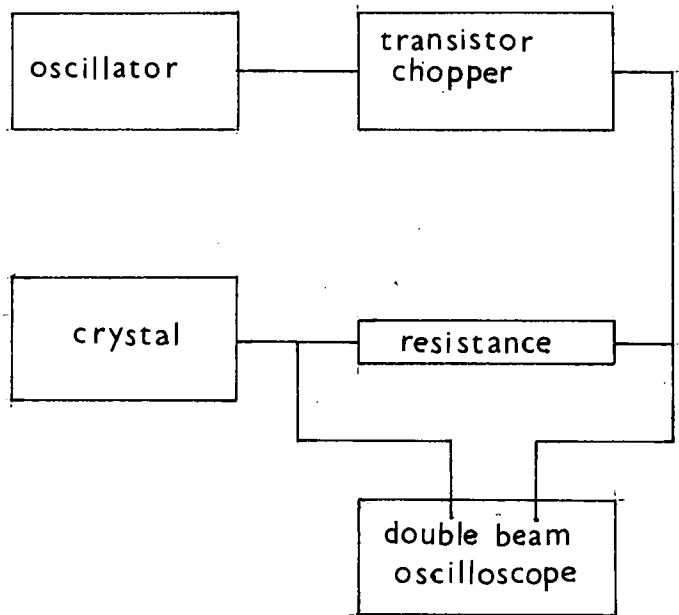 oscillator
transistor
chopper
crystal
resistance
double beam
oscilloscope